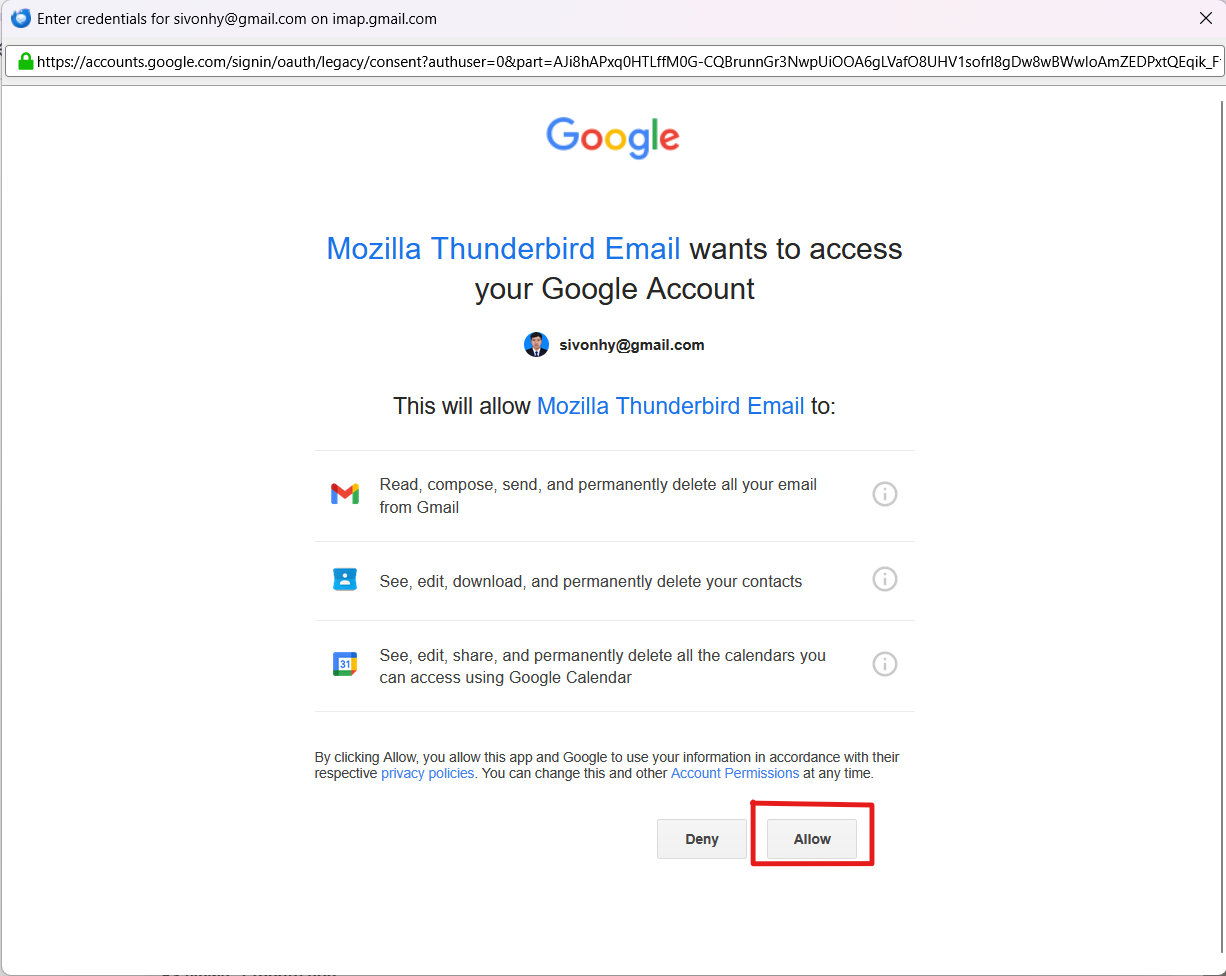 Enter credentials for sivonhy@gmail.com on imap.gmail.com
https://accounts.google.com/signin/oauth/legacy/consent?authuser=0&part=AJi8hAPxq0HTLffM0G-CQBrunnGr3NwpUiOOA6gLVafO8UHV1sofrI8gDw8wBWwIoAmZEDPxtQEqik_F
Google
Mozilla Thunderbird Email wants to access
your Google Account
sivonhy@gmail.com
This will allow Mozilla Thunderbird Email to:
Read, compose, send, and permanently delete all your email
from Gmail
See, edit, download, and permanently delete your contacts
31
See, edit, share, and permanently delete all the calendars you
can access using Google Calendar
By clicking Allow, you allow this app and Google to use your information in accordance with their
respective privacy policies. You can change this and other Account Permissions at any time.
Deny
Allow